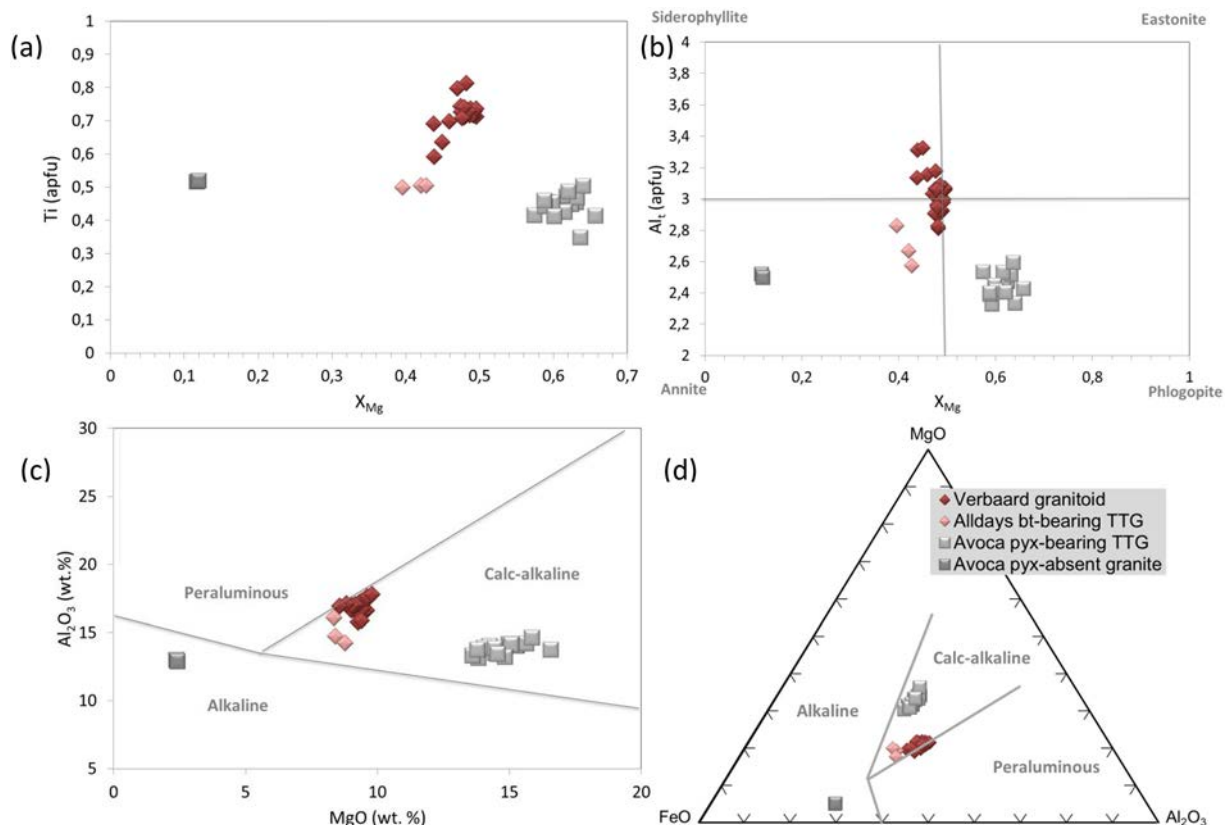 (a)
1
0,9
0,8
0,7
0,6
0,5
0,4
0,3
0,2
0,1
0
Ti (apfu)
0 0,1 0,2 0,3 0,4 0,5 0,6 0,7
X_Mg
Siderophyllite Eastonite
(b)
4
3,8
3,6
3,4
3,2
3
2,8
2,6
2,4
2,2
2
Al_t (apfu)
0 0,2 0,4 0,6 0,8 1
Annite Phlogopite
X_Mg
(c)
30
25
20
15
10
5
Al₂O₃ (wt.%)
Peraluminous
Calc-alkaline
Alkaline
0 5 10 15 20
MgO (wt. %)
(d)
MgO
Verbaard granitoid
Alldays bt-bearing TTG
Avoca pyx-bearing TTG
Avoca pyx-absent granite
Calc-alkaline
Alkaline
Peraluminous
FeO Al₂O₃